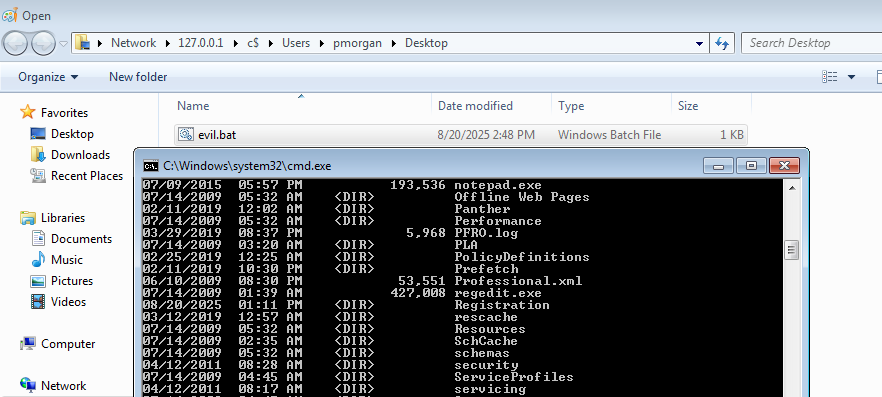 Open
Network 127.0.0.1 c$ Users pmorgan Desktop Search Desktop
Organize New folder
Favorites
Desktop
Downloads
Recent Places
Libraries
Documents
Music
Pictures
Videos
Computer
Network
Name Date modified Type Size
evil.bat 8/20/2025 2:48 PM Windows Batch File 1 KB
C:\Windows\system32\cmd.exe
07/09/2015 05:57 PM 193,536 notepad.exe
07/14/2009 05:32 AM <DIR> Offline Web Pages
02/11/2019 12:02 AM <DIR> Panther
07/14/2009 05:32 AM <DIR> Performance
03/29/2019 08:37 PM 5,968 PFRO.log
07/14/2009 03:20 AM <DIR> PLA
02/25/2019 12:25 AM <DIR> PolicyDefinitions
02/11/2019 10:30 PM <DIR> Prefetch
06/10/2009 08:30 PM 53,551 Professional.xml
07/14/2009 01:39 AM 427,008 regedit.exe
08/20/2025 01:11 PM <DIR> Registration
03/12/2019 12:57 AM <DIR> rescache
07/14/2009 05:32 AM <DIR> Resources
07/14/2009 02:35 AM <DIR> SchCache
07/14/2009 05:32 AM <DIR> schemas
04/12/2011 08:28 AM <DIR> security
07/14/2009 04:45 AM <DIR> ServiceProfiles
04/12/2011 08:17 AM <DIR> servicing